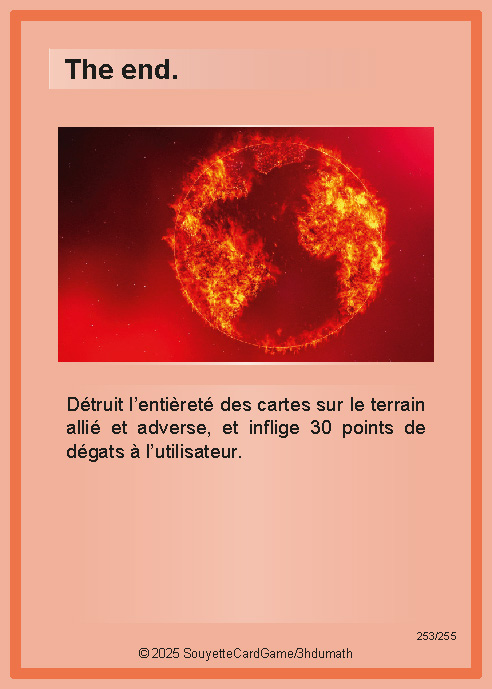 The end.
Détruit l’entièreté des cartes sur le terrain
allié et adverse, et inflige 30 points de
dégats à l’utilisateur.
253/255
© 2025 SouyetteCardGame/3hdumath